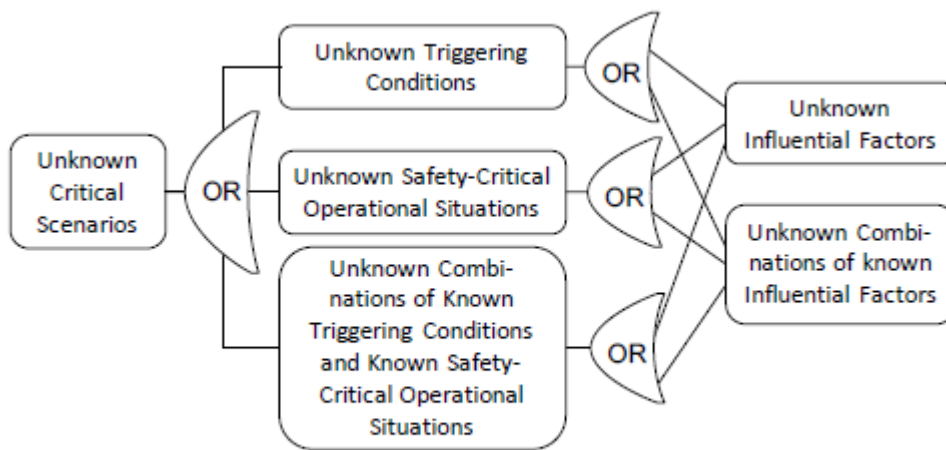 Unknown
Critical
Scenarios
OR
Unknown Triggering
Conditions
OR
Unknown Safety-Critical
Operational Situations
OR
Unknown Combi-
nations of Known
Triggering Conditions
and Known Safety-
Critical Operational
Situations
OR
Unknown
Influential Factors
Unknown Combi-
nations of known
Influential Factors